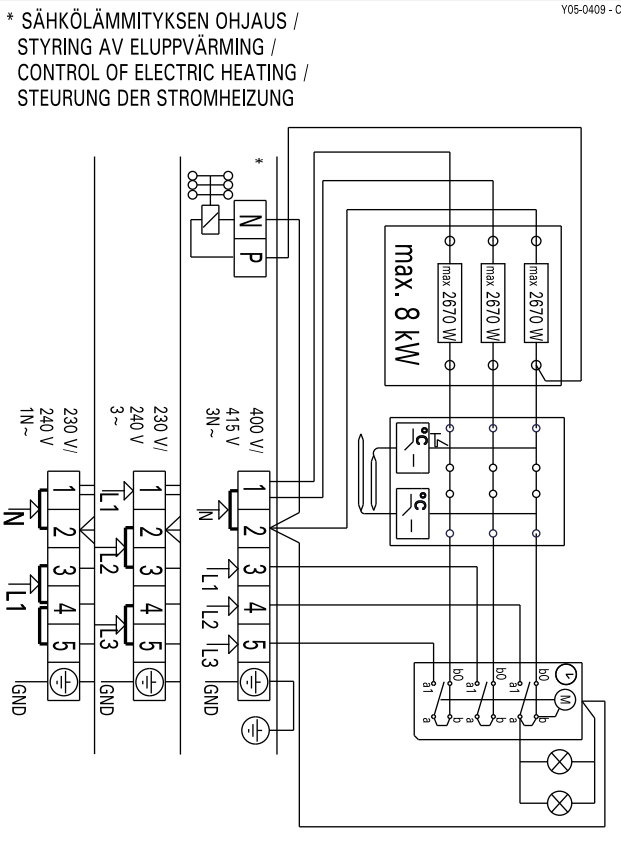 Y05-0409 - C
* SÄHKÖLÄMMITYKSEN OHJAUS /
STYRING AV ELUPPVÄRMING /
CONTROL OF ELECTRIC HEATING /
STEURUNG DER STROMHEIZUNG
*
N
P
max. 8 kW
max 2670 W
max 2670 W
max 2670 W
°C
°C
230 V/
240 V
1N~
230 V/
240 V
3~
400 V/
415 V
3N~
1
2
3
4
5
N
L1
GND
1
2
3
4
5
L1
L2
L3
GND
1
2
3
4
5
N
L1
L2
L3
GND
M
b0
a1
a
b
b0
a1
a
b
b0
a1
a
b